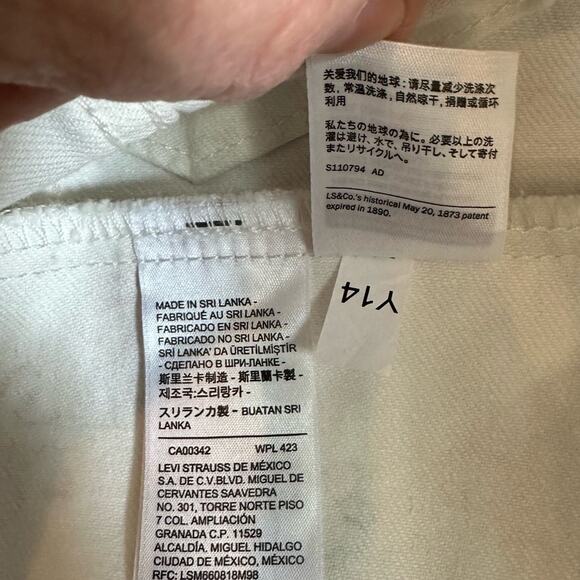 关爱我们的地球：请尽量减少洗涤次
数，常温洗涤，自然晾干，捐赠或循环
利用
私たちの地球の為に。必要以上の洗
濯は避け、水で、吊り干し、そして寄付
またリサイクルへ。
S110794 AD
LS&Co.'s historical May 20, 1873 patent
expired in 1890.
Y14
MADE IN SRI LANKA -
FABRIQUÉ AU SRI LANKA -
FABRICADO EN SRI LANKA -
FABRICADO NO SRI LANKA -
SRİ LANKA' DA ÜRETİLMİŞTİR
- СДЕЛАНО В ШРИ-ЛАНКЕ -
斯里兰卡制造 - 斯里蘭卡製 -
제조국:스리랑카 -
スリランカ製 - BUATAN SRI
LANKA
CA00342 WPL 423
LEVI STRAUSS DE MÉXICO
S.A. DE C.V.BLVD. MIGUEL DE
CERVANTES SAAVEDRA
NO. 301, TORRE NORTE PISO
7 COL. AMPLIACIÓN
GRANADA C.P. 11529
ALCALDÍA. MIGUEL HIDALGO
CIUDAD DE MÉXICO, MÉXICO
RFC: LSM660818M98